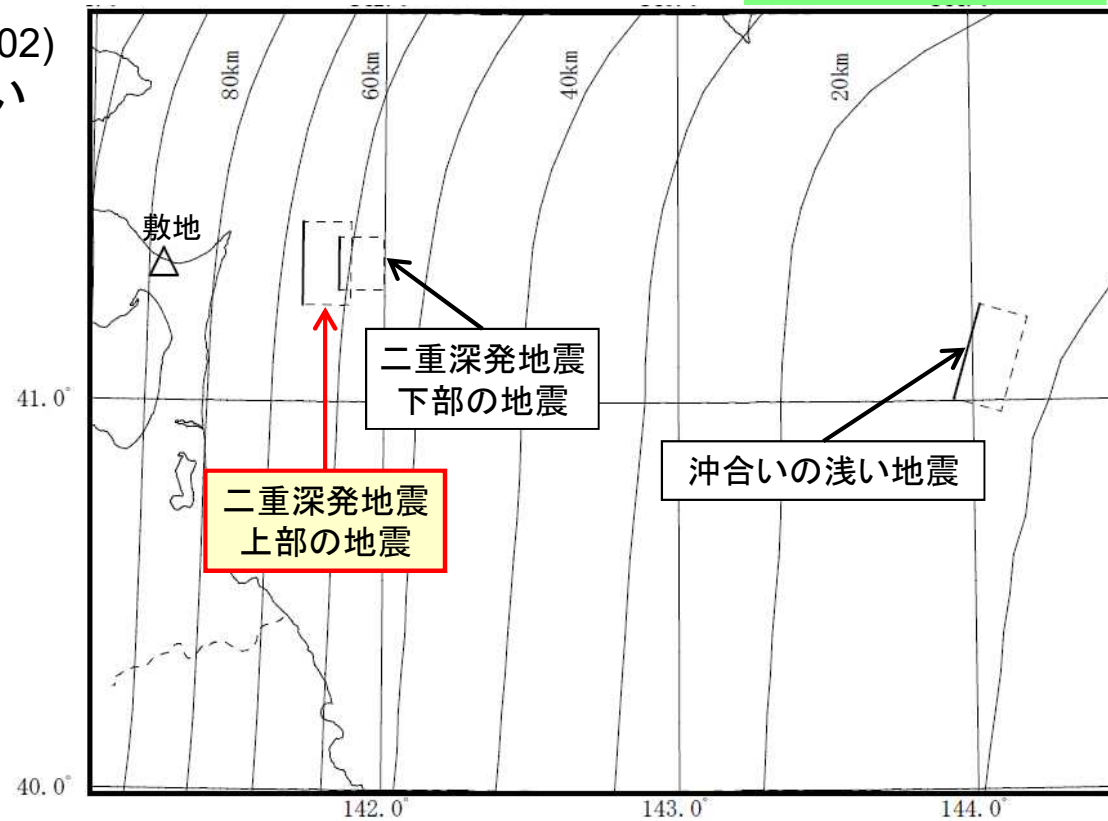 02)
い
80km
60km
40km
20km
敷地
二重深発地震
下部の地震
41.0°
沖合いの浅い地震
二重深発地震
上部の地震
40.0°
142.0°
143.0°
144.0°